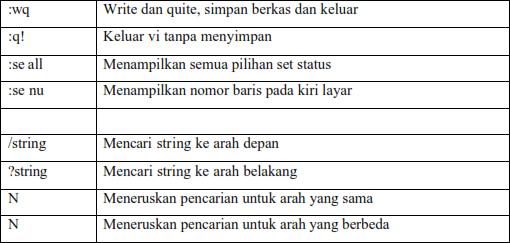 :wq Write dan quite, simpan berkas dan keluar
:q! Keluar vi tanpa menyimpan
:se all Menampilkan semua pilihan set status
:se nu Menampilkan nomor baris pada kiri layar
/string Mencari string ke arah depan
?string Mencari string ke arah belakang
N Meneruskan pencarian untuk arah yang sama
N Meneruskan pencarian untuk arah yang berbeda